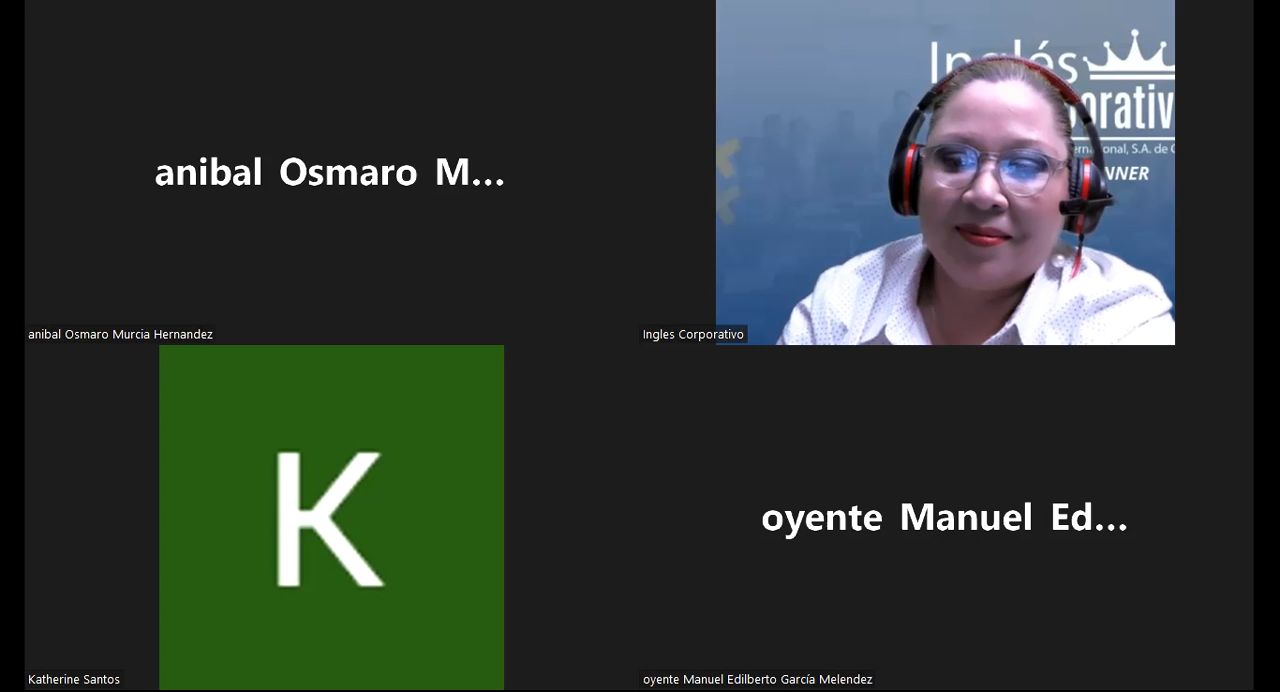 anibal Osmaro M...
anibal Osmaro Murcia Hernandez
Inglés
orativ
onal, S.A. de C
NNER
Ingles Corporativo
K
Katherine Santos
oyente Manuel Ed...
oyente Manuel Edilberto García Melendez